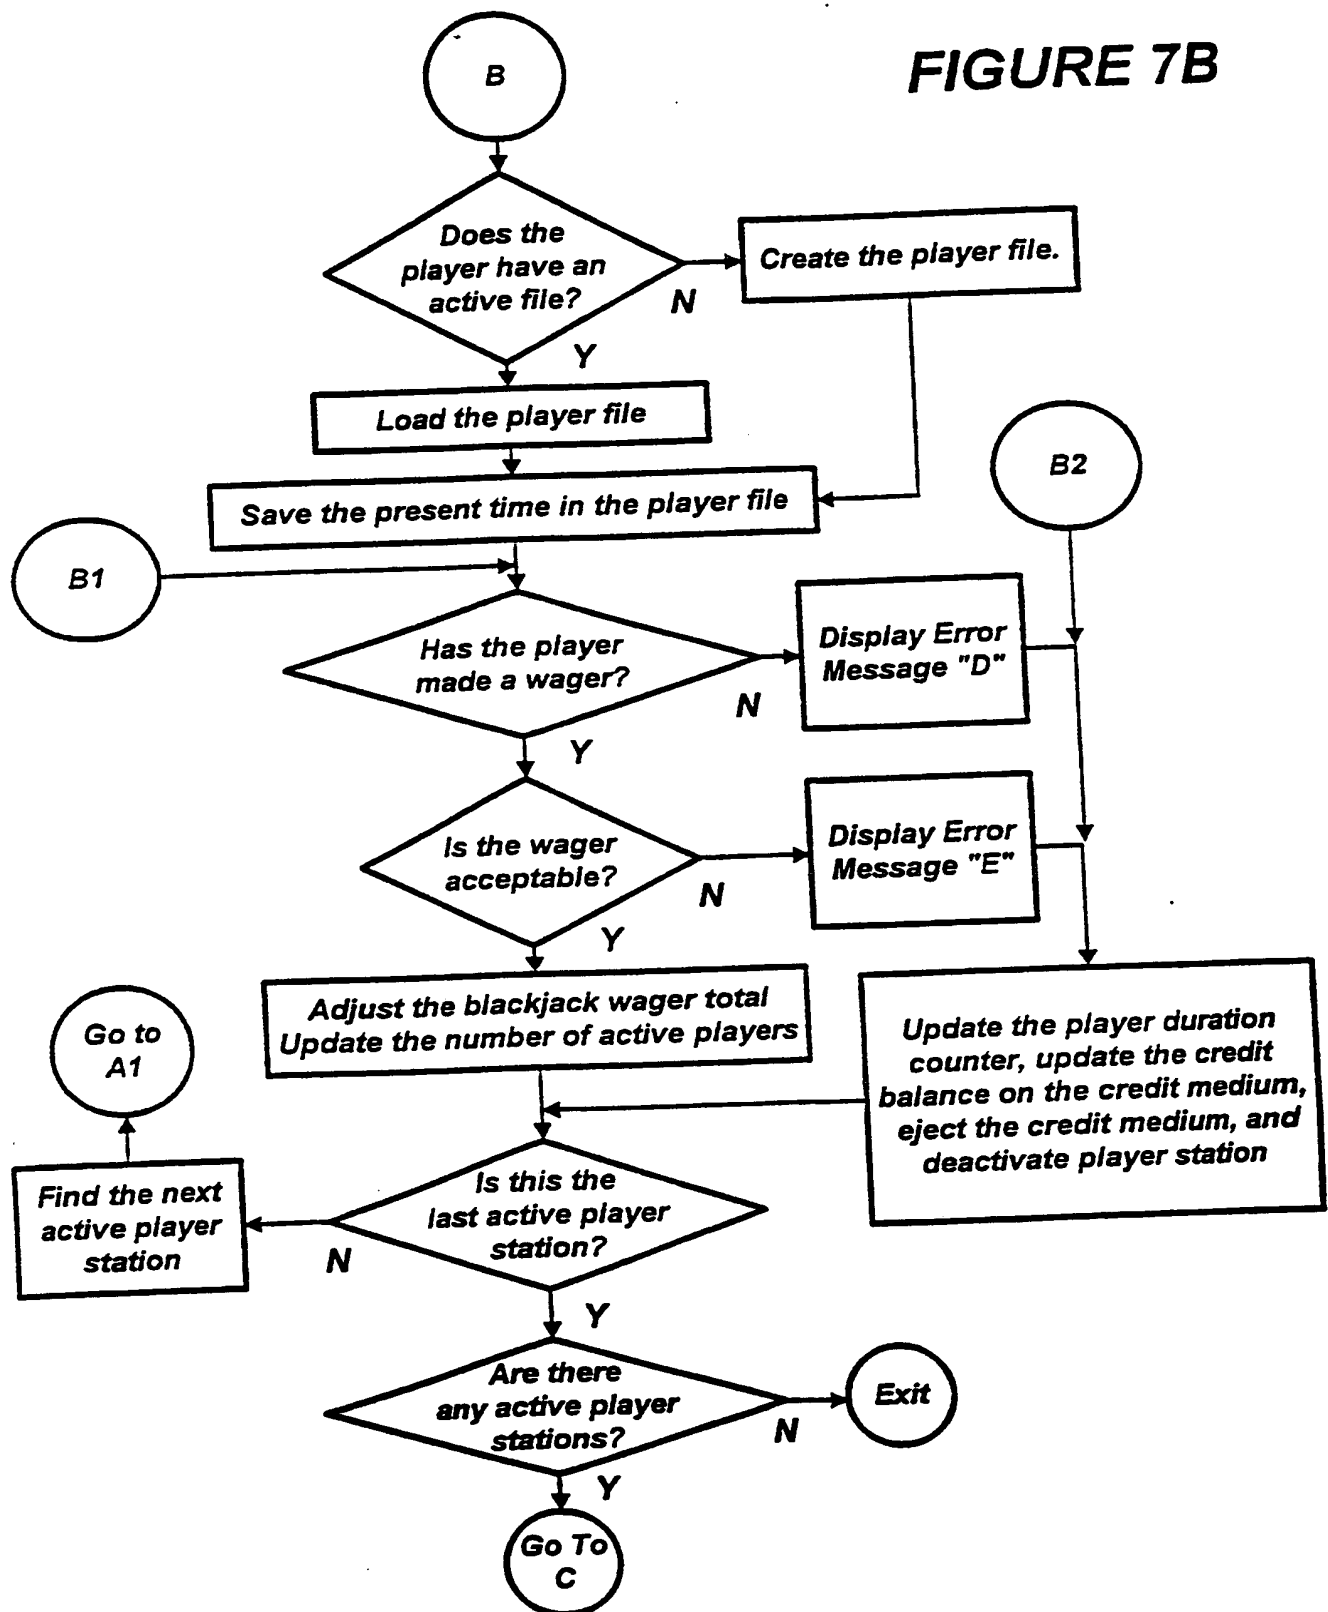 FIGURE 7B
B
Does the
player have an
active file?
N
Create the player file.
Y
Load the player file
B2
Save the present time in the player file
B1
Has the player
made a wager?
N
Display Error
Message "D"
Y
Is the wager
acceptable?
N
Display Error
Message "E"
Y
Adjust the blackjack wager total
Update the number of active players
Go to
A1
Update the player duration
counter, update the credit
balance on the credit medium,
eject the credit medium, and
deactivate player station
Find the next
active player
station
Is this the
last active player
station?
N
Y
Are there
any active player
stations?
N
Exit
Y
Go To
C